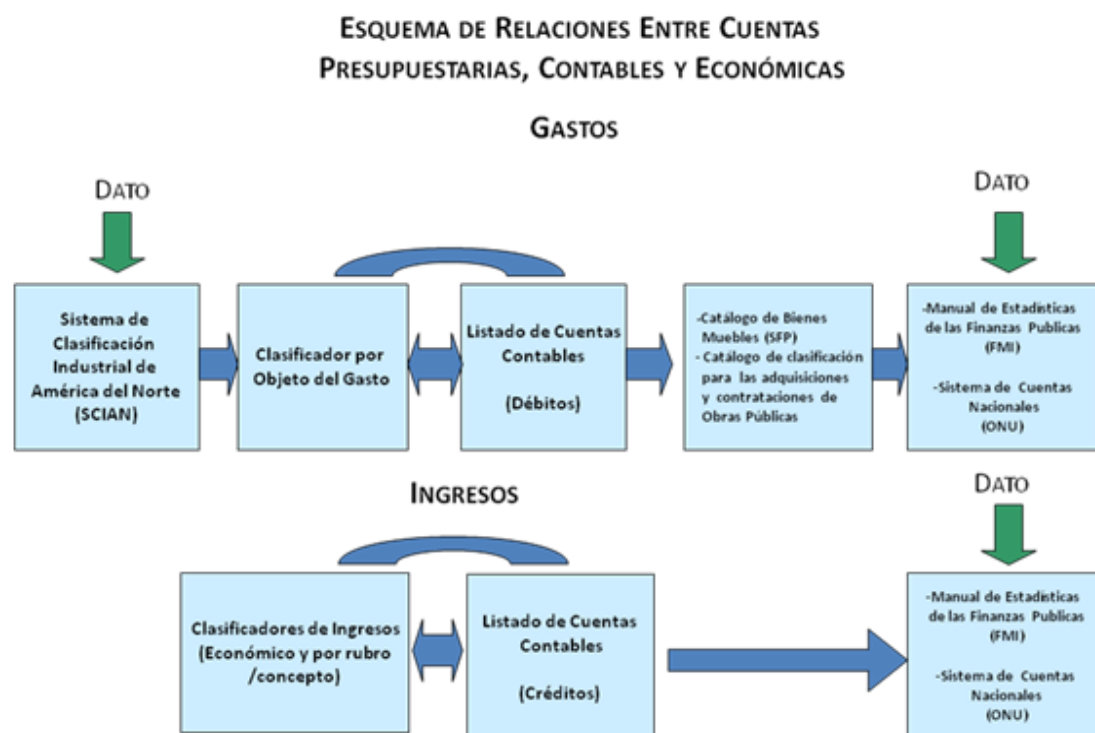 ESQUEMA DE RELACIONES ENTRE CUENTAS
PRESUPUESTARIAS, CONTABLES Y ECONÓMICAS
GASTOS
DATO
DATO
Sistema de
Clasificación
Industrial de
América del Norte
(SCIAN)
Clasificador por
Objeto del Gasto
Listado de Cuentas
Contables
(Débitos)
-Catálogo de Bienes
Muebles (SFP)
- Catálogo de clasificación
para las adquisiciones
y contrataciones de
Obras Públicas
-Manual de Estadísticas
de las Finanzas Publicas
(FMI)
-Sistema de Cuentas
Nacionales
(ONU)
INGRESOS
DATO
Clasificadores de Ingresos
(Económico y por rubro
/concepto)
Listado de Cuentas
Contables
(Créditos)
-Manual de Estadísticas
de las Finanzas Publicas
(FMI)
-Sistema de Cuentas
Nacionales
(ONU)